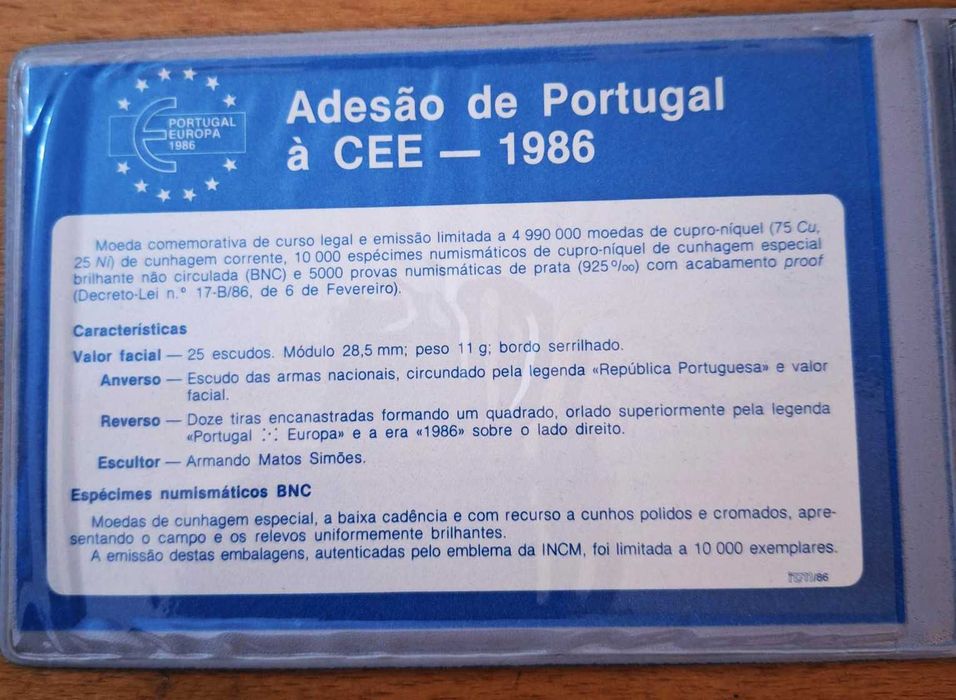 PORTUGAL
EUROPA
1986
Adesão de Portugal
à CEE — 1986
Moeda comemorativa de curso legal e emissão limitada a 4 990 000 moedas de cupro-níquel (75 Cu,
25 Ni) de cunhagem corrente, 10 000 espécimes numismáticos de cupro-níquel de cunhagem especial
brilhante não circulada (BNC) e 5000 provas numismáticas de prata (925‰) com acabamento proof
(Decreto-Lei n.º 17-B/86, de 6 de Fevereiro).
Características
Valor facial — 25 escudos. Módulo 28,5 mm; peso 11 g; bordo serrilhado.
Anverso — Escudo das armas nacionais, circundado pela legenda «República Portuguesa» e valor
facial.
Reverso — Doze tiras encanastradas formando um quadrado, orlado superiormente pela legenda
«Portugal ⁛ Europa» e a era «1986» sobre o lado direito.
Escultor — Armando Matos Simões.
Espécimes numismáticos BNC
Moedas de cunhagem especial, a baixa cadência e com recurso a cunhos polidos e cromados, apre-
sentando o campo e os relevos uniformemente brilhantes.
A emissão destas embalagens, autenticadas pelo emblema da INCM, foi limitada a 10 000 exemplares.
/86